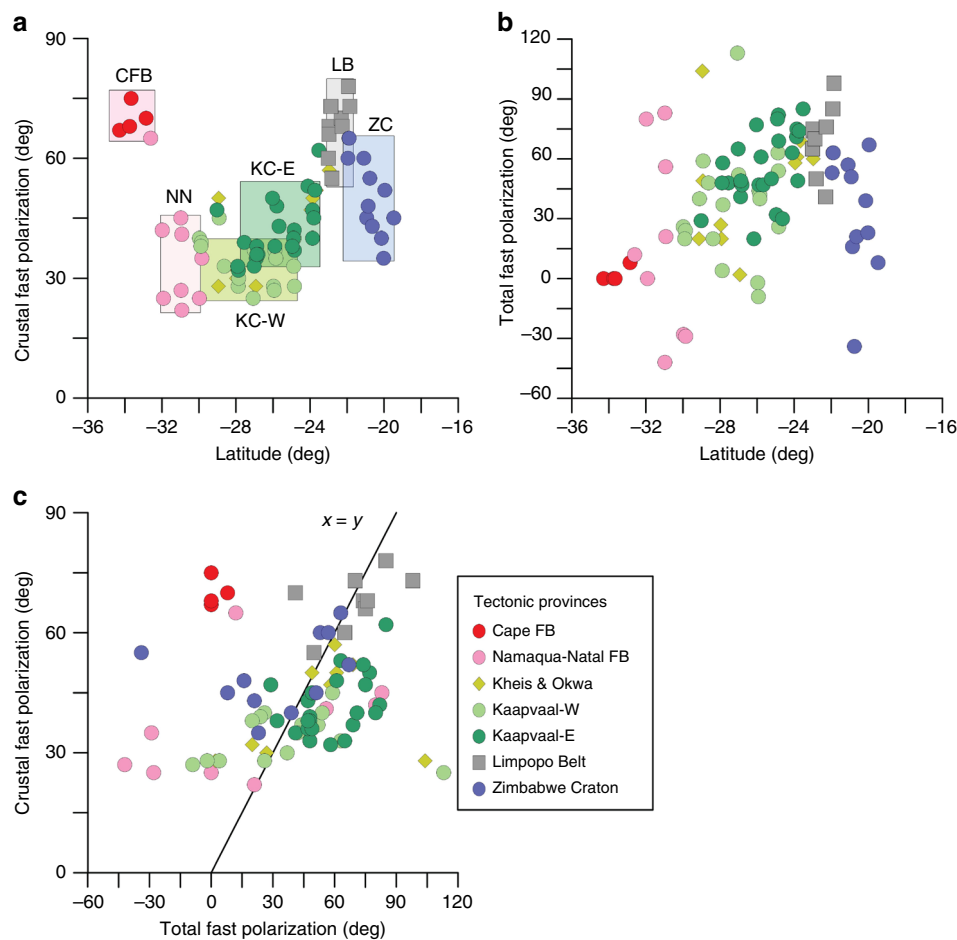 a
90
60
30
0
Crustal fast polarization (deg)
CFB
LB
ZC
KC-E
NN
KC-W
–36
–32
–28
–24
–20
–16
Latitude (deg)
b
120
90
60
30
0
–30
–60
Total fast polarization (deg)
–36
–32
–28
–24
–20
–16
Latitude (deg)
c
90
60
30
0
Crustal fast polarization (deg)
x = y
–60
–30
0
30
60
90
120
Total fast polarization (deg)
Tectonic provinces
Cape FB
Namaqua-Natal FB
Kheis & Okwa
Kaapvaal-W
Kaapvaal-E
Limpopo Belt
Zimbabwe Craton